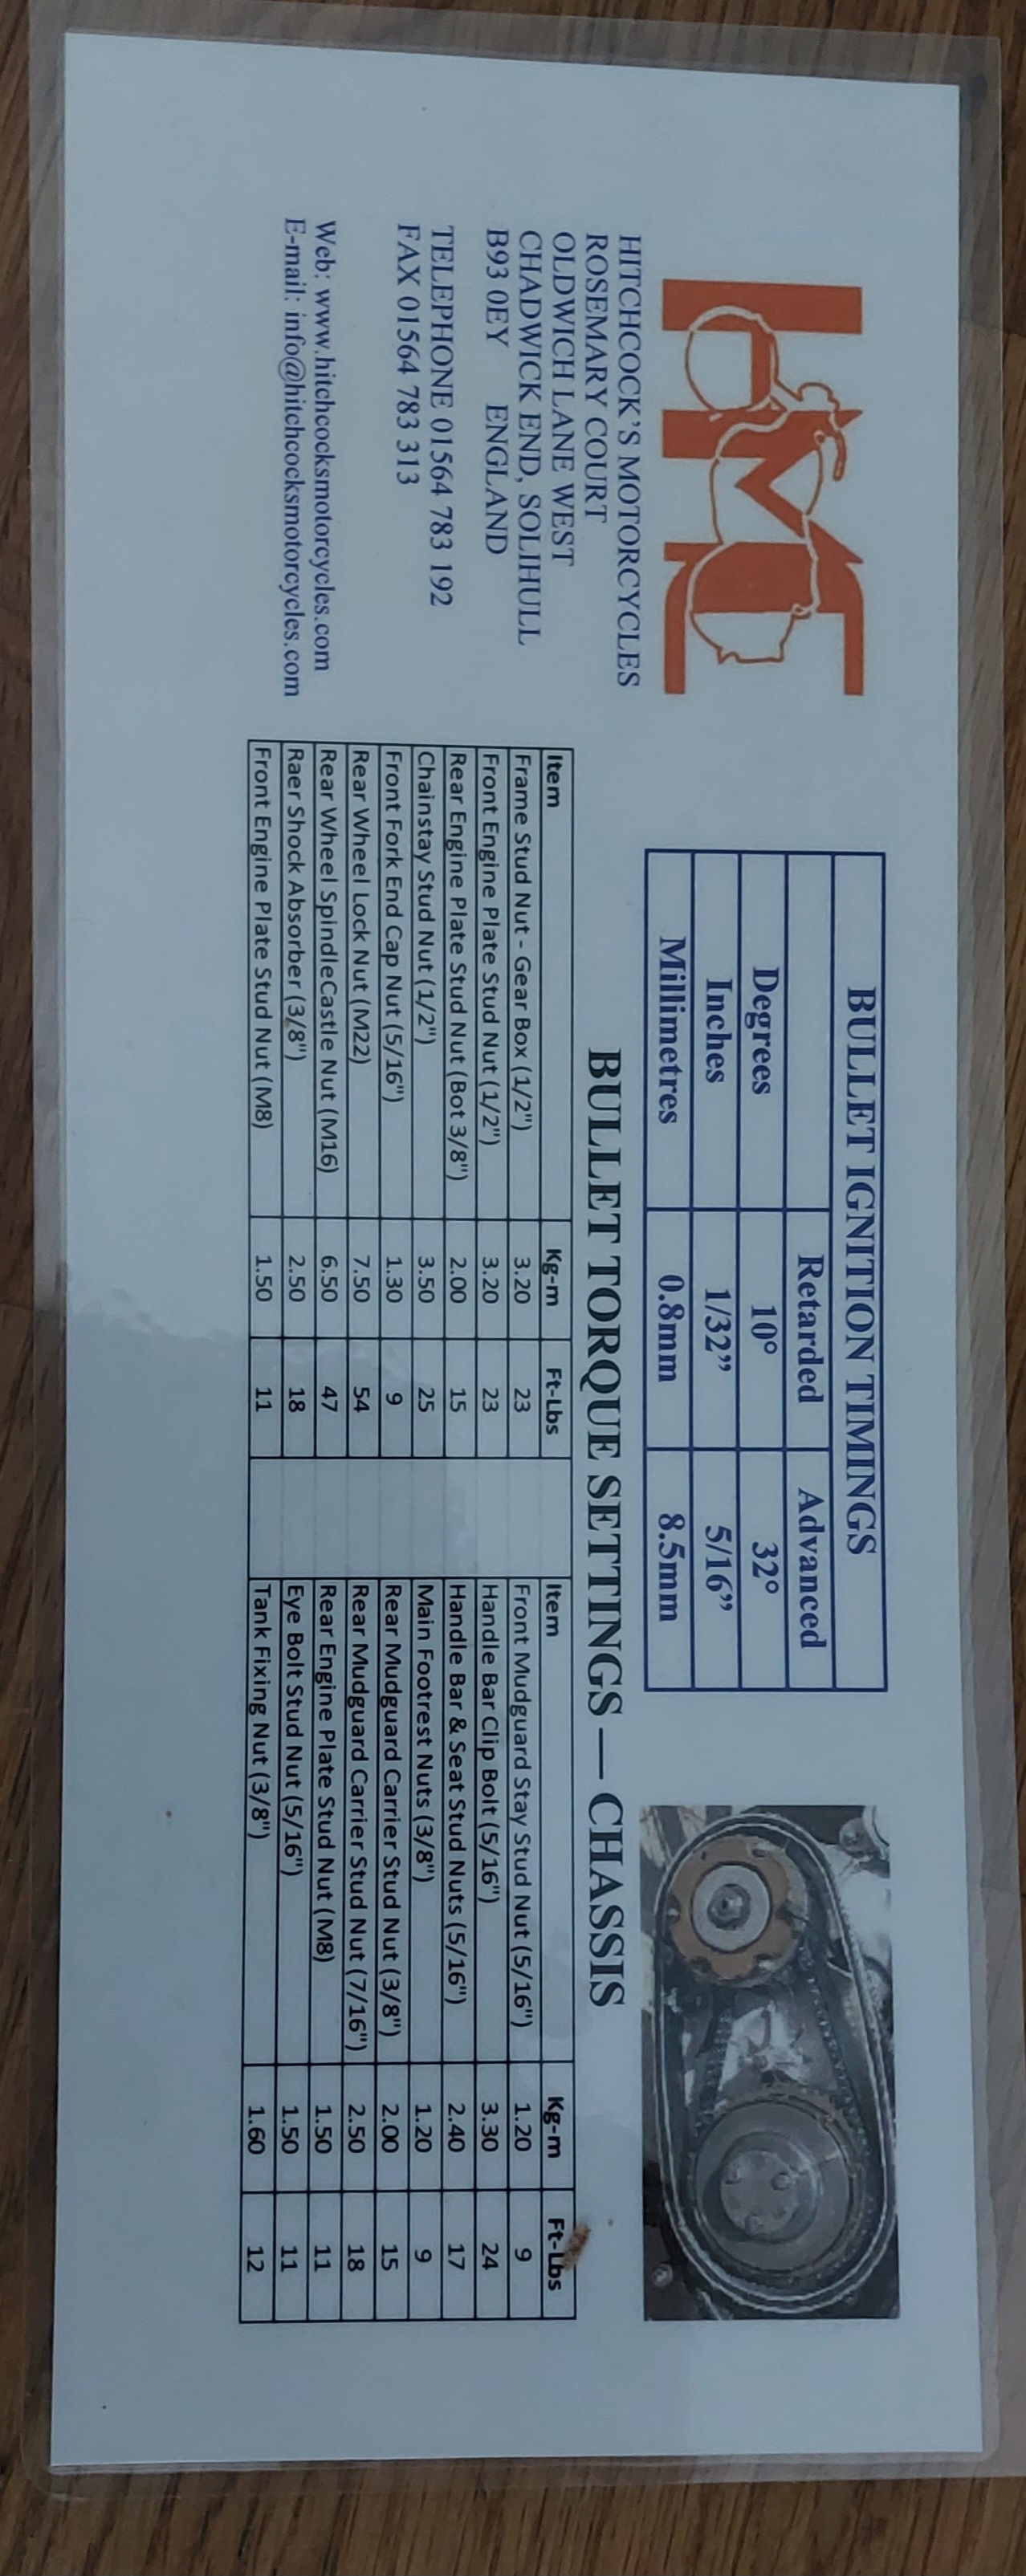 HMC
HITCHCOCK'S MOTORCYCLES
ROSEMARY COURT
OLDWICH LANE WEST
CHADWICK END, SOLIHULL
B93 0EY ENGLAND
TELEPHONE 01564 783 192
FAX 01564 783 313
Web: www.hitchcocksmotorcycles.com
E-mail: info@hitchcocksmotorcycles.com
BULLET IGNITION TIMINGS
Retarded Advanced
Degrees 10° 32°
Inches 1/32” 5/16”
Millimetres 0.8mm 8.5mm
BULLET TORQUE SETTINGS — CHASSIS
Item Kg-m Ft-Lbs Item Kg-m Ft-Lbs
Frame Stud Nut - Gear Box (1/2") 3.20 23 Front Mudguard Stay Stud Nut (5/16") 1.20 9
Front Engine Plate Stud Nut (1/2") 3.20 23 Handle Bar Clip Bolt (5/16") 3.30 24
Rear Engine Plate Stud Nut (Bot 3/8") 2.00 15 Handle Bar & Seat Stud Nuts (5/16") 2.40 17
Chainstay Stud Nut (1/2") 3.50 25 Main Footrest Nuts (3/8") 1.20 9
Front Fork End Cap Nut (5/16") 1.30 9 Rear Mudguard Carrier Stud Nut (3/8") 2.00 15
Rear Wheel Lock Nut (M22) 7.50 54 Rear Mudguard Carrier Stud Nut (7/16") 2.50 18
Rear Wheel SpindleCastle Nut (M16) 6.50 47 Rear Engine Plate Stud Nut (M8) 1.50 11
Raer Shock Absorber (3/8") 2.50 18 Eye Bolt Stud Nut (5/16") 1.50 11
Front Engine Plate Stud Nut (M8) 1.50 11 Tank Fixing Nut (3/8") 1.60 12